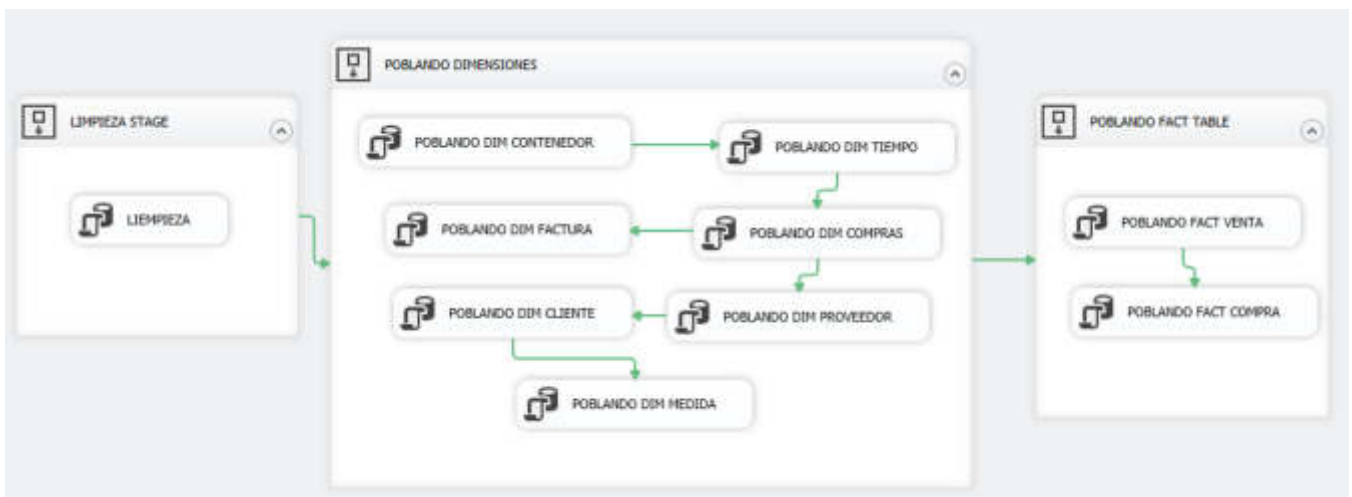 LIMPIEZA STAGE
LIEMPIEZA
POBLANDO DIMENSIONES
POBLANDO DIM CONTENEDOR
POBLANDO DIM TIEMPO
POBLANDO DIM FACTURA
POBLANDO DIM COMPRAS
POBLANDO DIM CLIENTE
POBLANDO DIM PROVEEDOR
POBLANDO DIM MEDIDA
POBLANDO FACT TABLE
POBLANDO FACT VENTA
POBLANDO FACT COMPRA